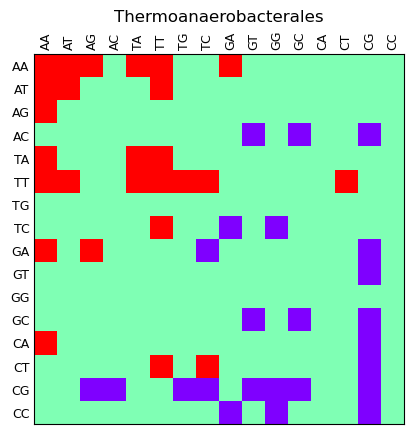 Thermoanaerobacterales
AA AT AG AC TA TT TG TC GA GT GG GC CA CT CG CC
AA
AT
AG
AC
TA
TT
TG
TC
GA
GT
GG
GC
CA
CT
CG
CC